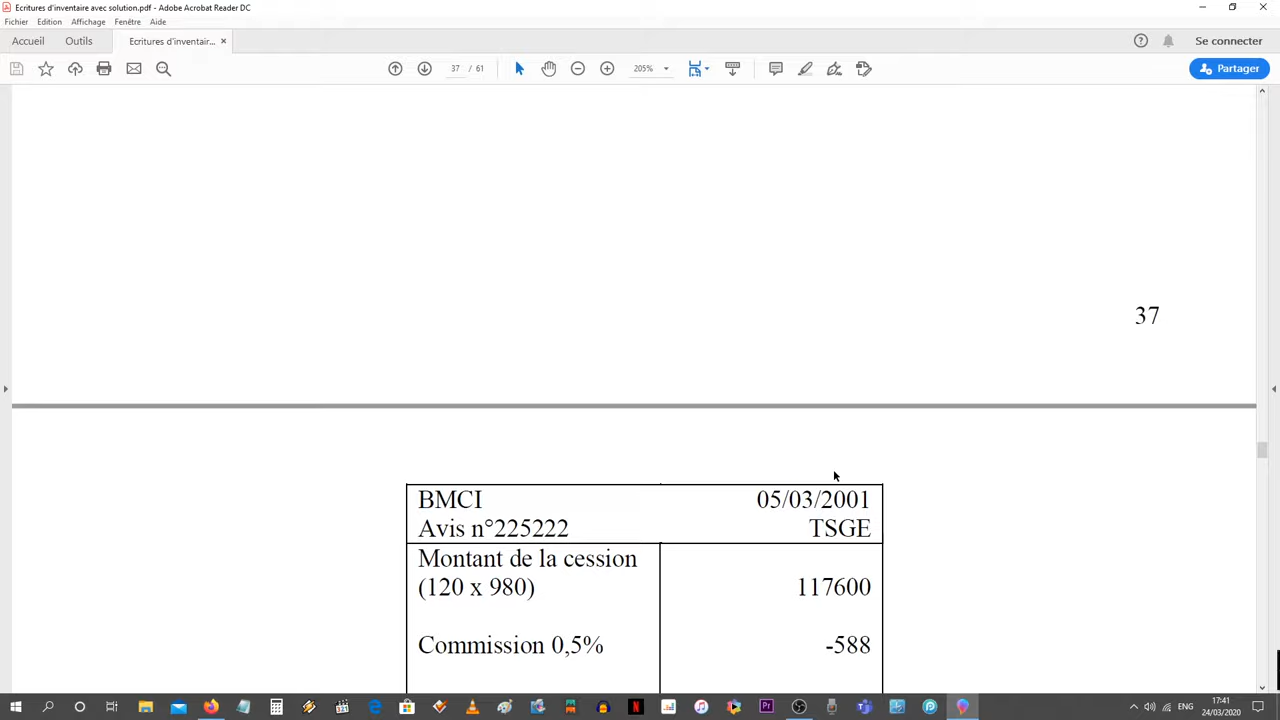 Ecritures d'inventaire avec solution.pdf - Adobe Acrobat Reader DC
Fichier Edition Affichage Fenêtre Aide
Accueil Outils Ecritures d'inventair... × Se connecter
37 / 61 205% Partager
37
BMCI 05/03/2001
Avis n°225222 TSGE
Montant de la cession
(120 x 980) 117600
Commission 0,5% -588
ENG 17:41
24/03/2020